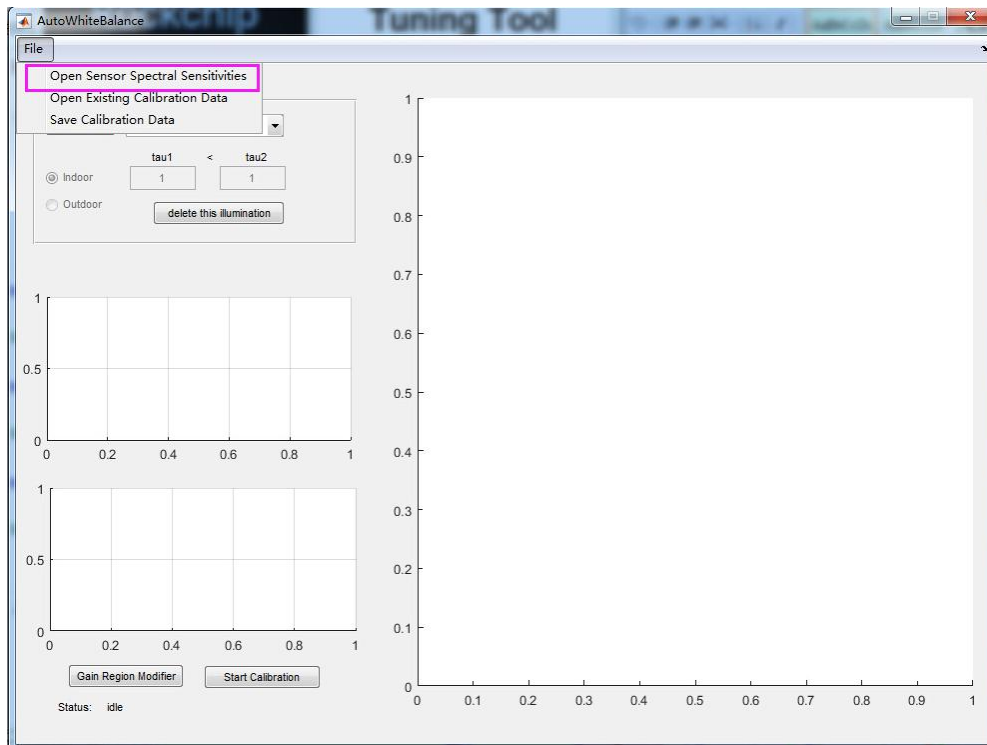 AutoWhiteBalance
Tuning Tool
File
Open Sensor Spectral Sensitivities
Open Existing Calibration Data
Save Calibration Data
tau1 < tau2
Indoor 1 1
Outdoor delete this illumination
1
0.5
0
0 0.2 0.4 0.6 0.8 1
1
0.5
0
0 0.2 0.4 0.6 0.8 1
Gain Region Modifier Start Calibration
Status: idle
1
0.9
0.8
0.7
0.6
0.5
0.4
0.3
0.2
0.1
0
0 0.1 0.2 0.3 0.4 0.5 0.6 0.7 0.8 0.9 1